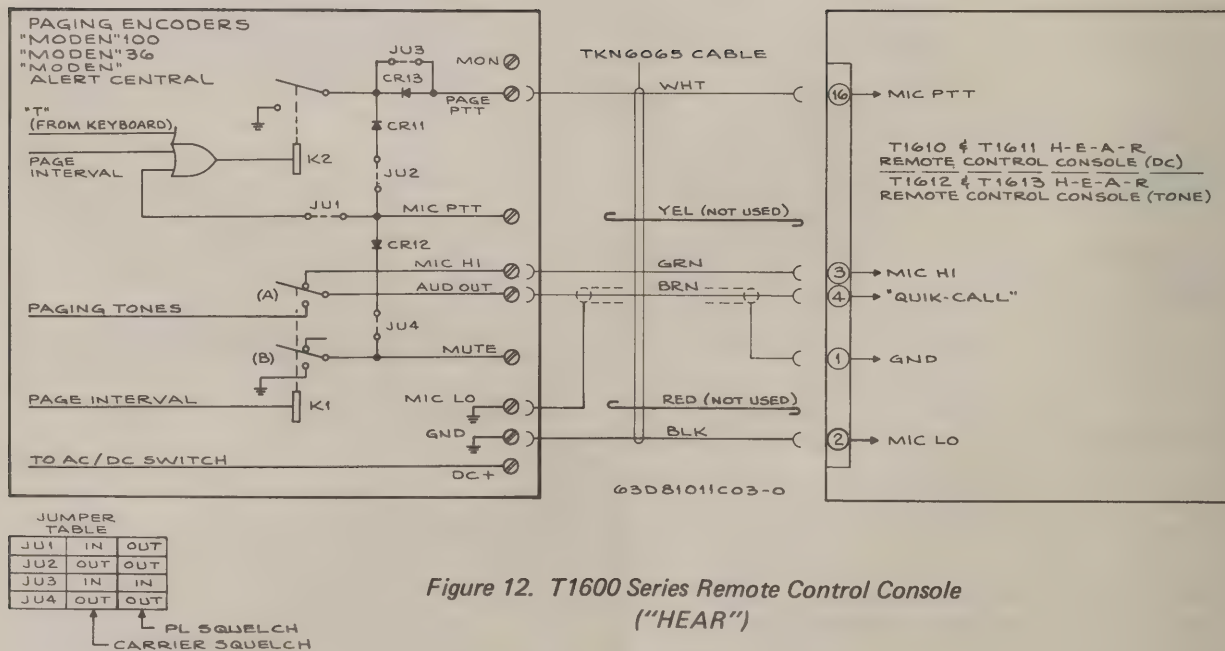 PAGING ENCODERS
"MODEN"100
"MODEN"36
"MODEN"
ALERT CENTRAL
"T"
(FROM KEYBOARD)
PAGE
INTERVAL
K2
JU3
CR13
CR11
JU2
JU1
CR12
JU4
(A)
PAGING TONES
(B)
PAGE INTERVAL
K1
TO AC/DC SWITCH
MON
PAGE
PTT
MIC PTT
MIC HI
AUD OUT
MUTE
MIC LO
GND
DC+
TKN6065 CABLE
WHT
YEL (NOT USED)
GRN
BRN
RED (NOT USED)
BLK
63D81011C03-0
16 MIC PTT
T1610 & T1611 H-E-A-R
REMOTE CONTROL CONSOLE (DC)
T1612 & T1613 H-E-A-R
REMOTE CONTROL CONSOLE (TONE)
3 MIC HI
4 "QUIK-CALL"
1 GND
2 MIC LO
JUMPER
TABLE
JU1 IN OUT
JU2 OUT OUT
JU3 IN IN
JU4 OUT OUT
PL SQUELCH
CARRIER SQUELCH
Figure 12. T1600 Series Remote Control Console
("HEAR")